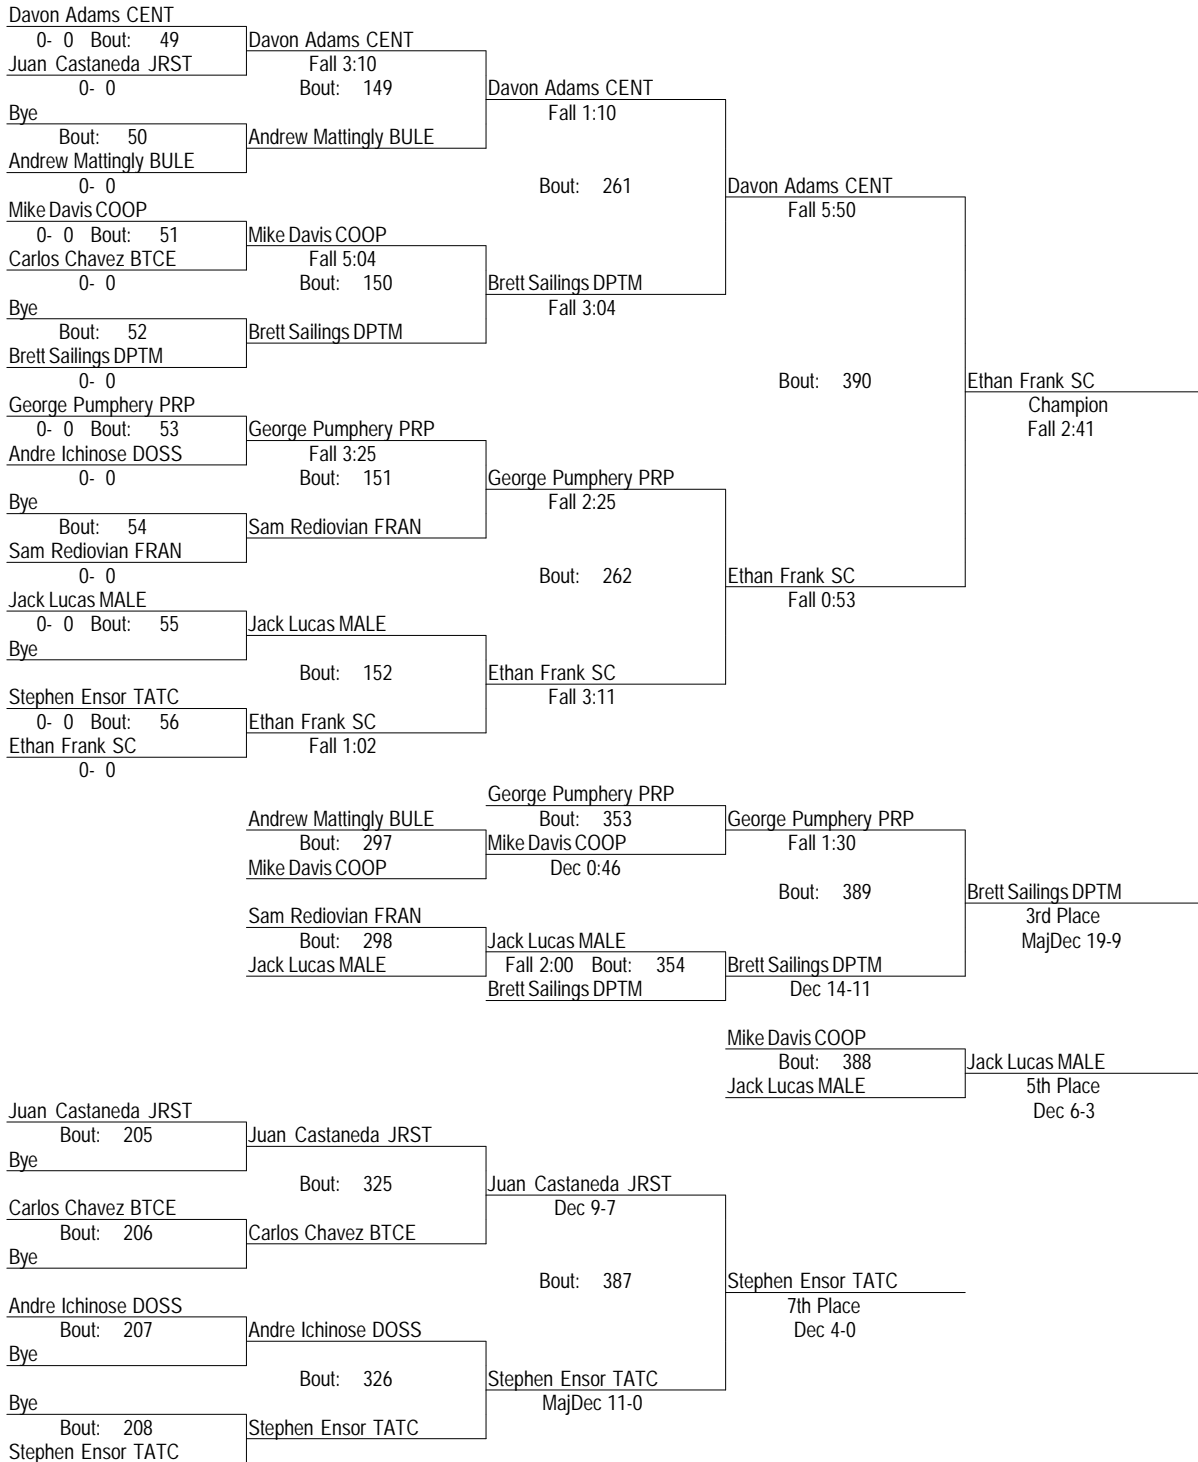 Davon Adams CENT
0- 0 Bout: 49
Juan Castaneda JRST
0- 0
Bye
Bout: 50
Andrew Mattingly BULE
0- 0
Mike Davis COOP
0- 0 Bout: 51
Carlos Chavez BTCE
0- 0
Bye
Bout: 52
Brett Sailings DPTM
0- 0
George Pumphery PRP
0- 0 Bout: 53
Andre Ichinose DOSS
0- 0
Bye
Bout: 54
Sam Rediovian FRAN
0- 0
Jack Lucas MALE
0- 0 Bout: 55
Bye
Stephen Ensor TATC
0- 0 Bout: 56
Ethan Frank SC
0- 0
Davon Adams CENT
Fall 3:10
Bout: 149
Andrew Mattingly BULE
Mike Davis COOP
Fall 5:04
Bout: 150
Brett Sailings DPTM
George Pumphery PRP
Fall 3:25
Bout: 151
Sam Rediovian FRAN
Jack Lucas MALE
Bout: 152
Ethan Frank SC
Fall 1:02
Davon Adams CENT
Fall 1:10
Bout: 261
Brett Sailings DPTM
Fall 3:04
George Pumphery PRP
Fall 2:25
Bout: 262
Ethan Frank SC
Fall 3:11
Davon Adams CENT
Fall 5:50
Bout: 390
Ethan Frank SC
Fall 0:53
Ethan Frank SC
Champion
Fall 2:41
Andrew Mattingly BULE
Bout: 297
Mike Davis COOP
Sam Rediovian FRAN
Bout: 298
Jack Lucas MALE
George Pumphery PRP
Bout: 353
Mike Davis COOP
Dec 0:46
Jack Lucas MALE
Fall 2:00 Bout: 354
Brett Sailings DPTM
George Pumphery PRP
Fall 1:30
Bout: 389
Brett Sailings DPTM
Dec 14-11
Brett Sailings DPTM
3rd Place
MajDec 19-9
Mike Davis COOP
Bout: 388
Jack Lucas MALE
Jack Lucas MALE
5th Place
Dec 6-3
Juan Castaneda JRST
Bout: 205
Bye
Carlos Chavez BTCE
Bout: 206
Bye
Andre Ichinose DOSS
Bout: 207
Bye
Bye
Bout: 208
Stephen Ensor TATC
Juan Castaneda JRST
Bout: 325
Carlos Chavez BTCE
Andre Ichinose DOSS
Bout: 326
Stephen Ensor TATC
Juan Castaneda JRST
Dec 9-7
Bout: 387
Stephen Ensor TATC
MajDec 11-0
Stephen Ensor TATC
7th Place
Dec 4-0